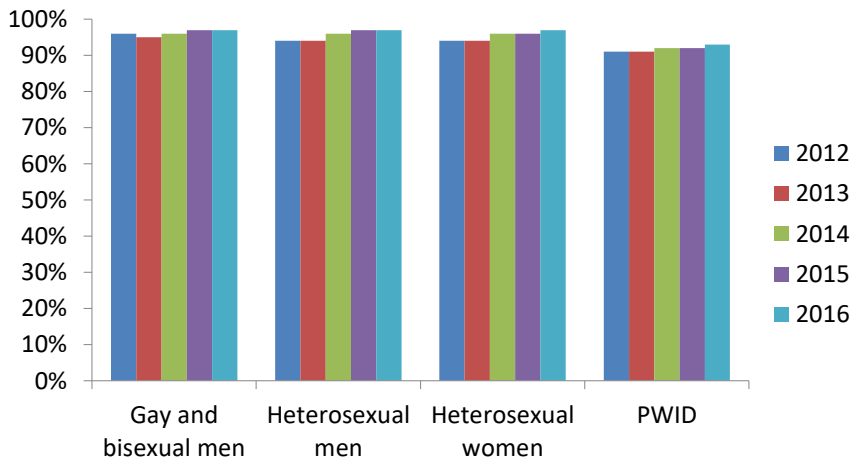 100%
90%
80%
70%
60%
50%
40%
30%
20%
10%
0%
Gay and
bisexual men
Heterosexual
men
Heterosexual
women
PWID
2012
2013
2014
2015
2016